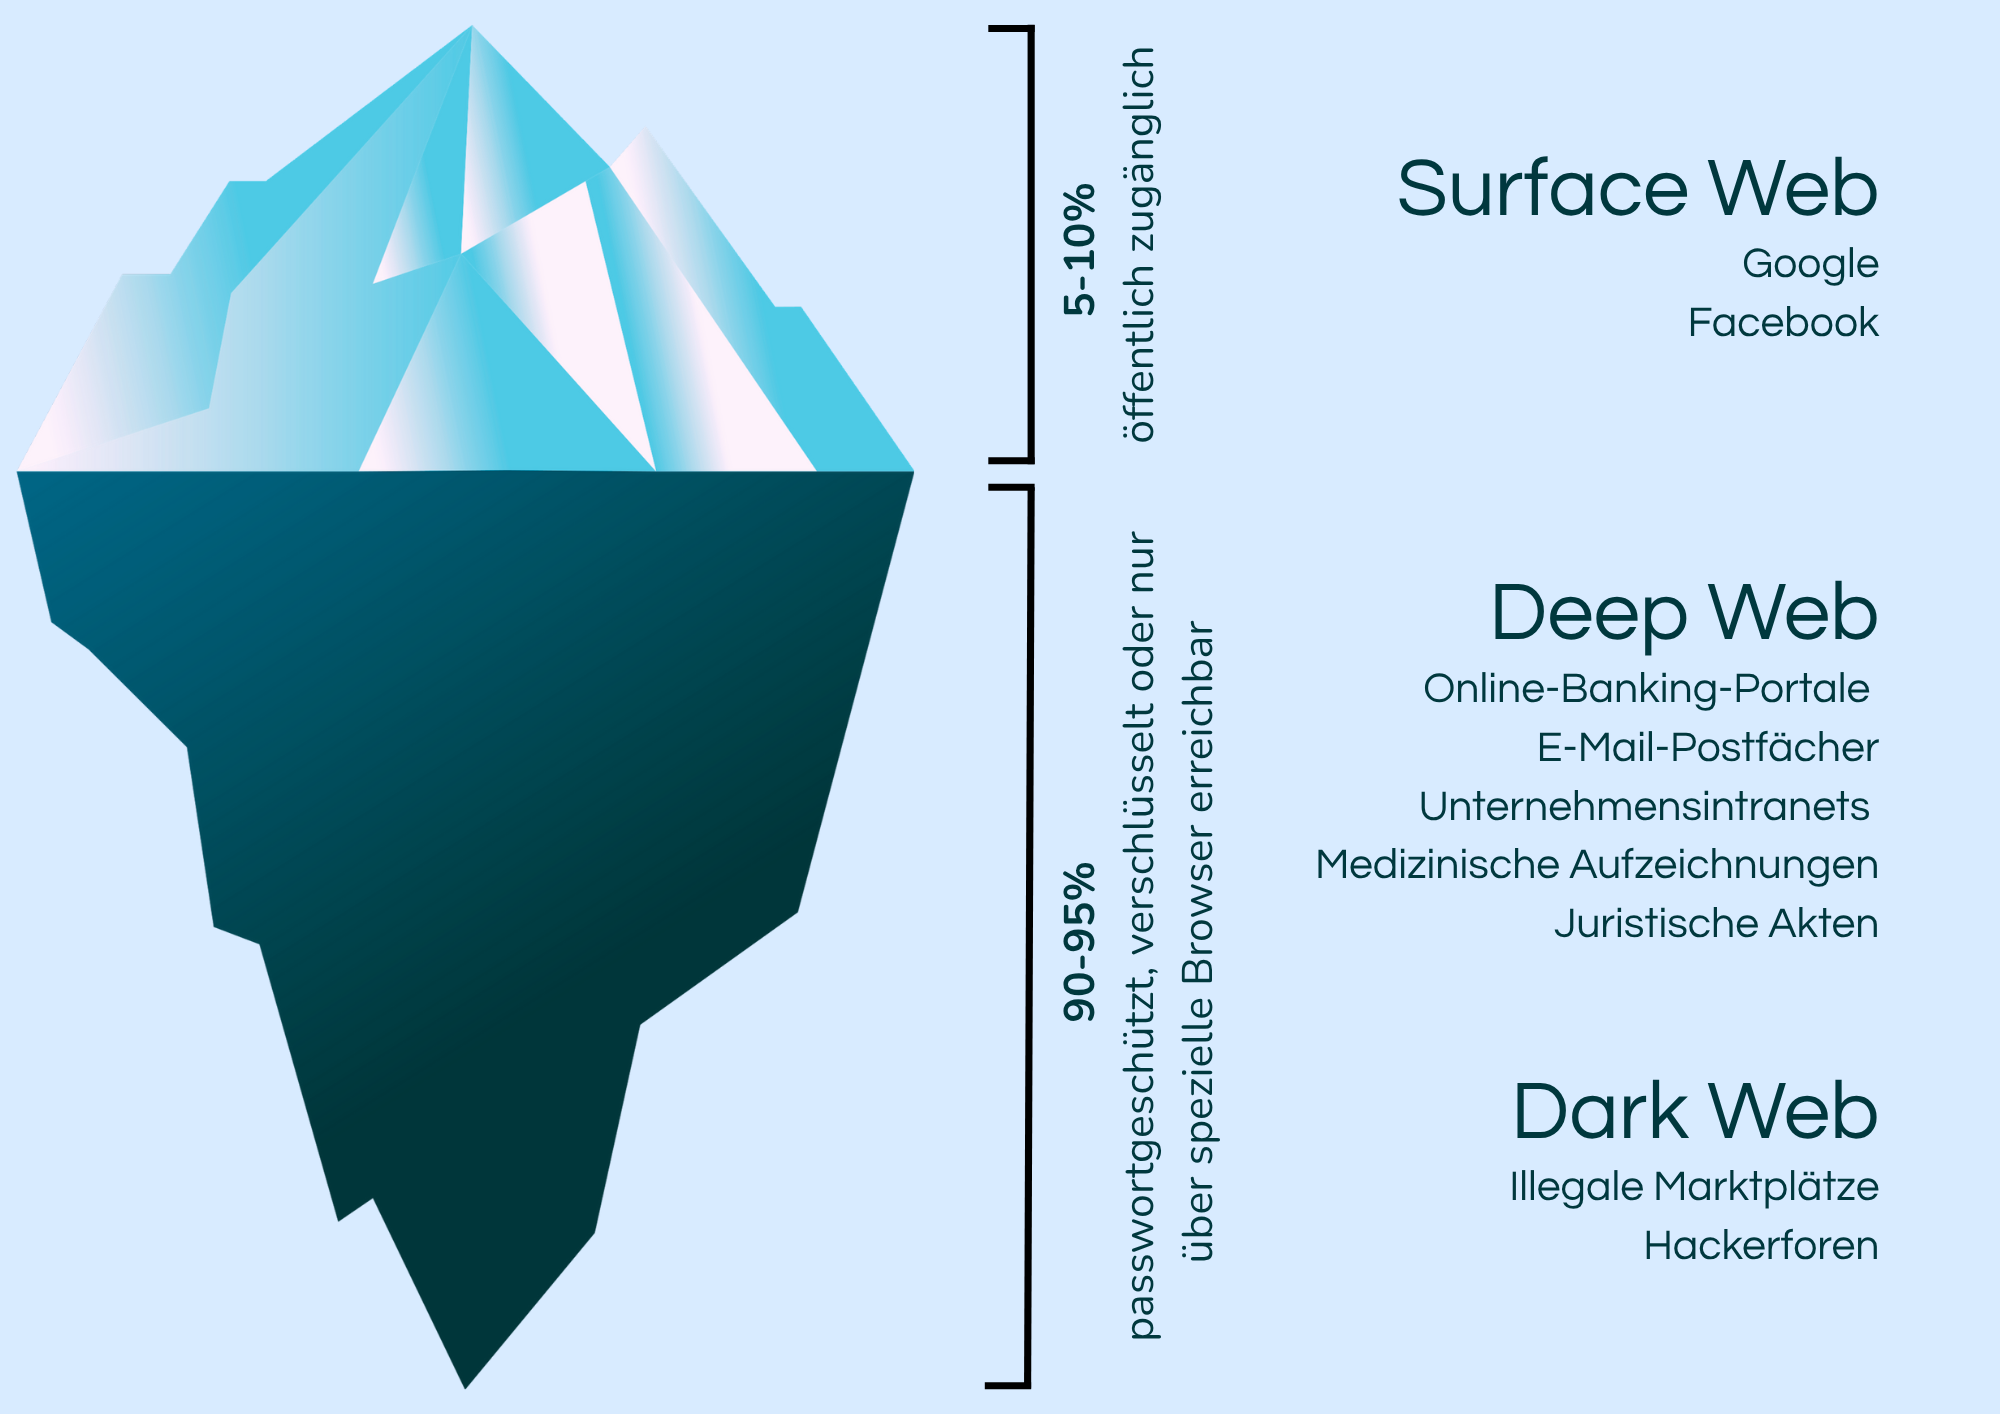 5-10%
öffentlich zugänglich
Surface Web
Google
Facebook
90-95%
passwortgeschützt, verschlüsselt oder nur
über spezielle Browser erreichbar
Deep Web
Online-Banking-Portale
E-Mail-Postfächer
Unternehmensintranets
Medizinische Aufzeichnungen
Juristische Akten
Dark Web
Illegale Marktplätze
Hackerforen